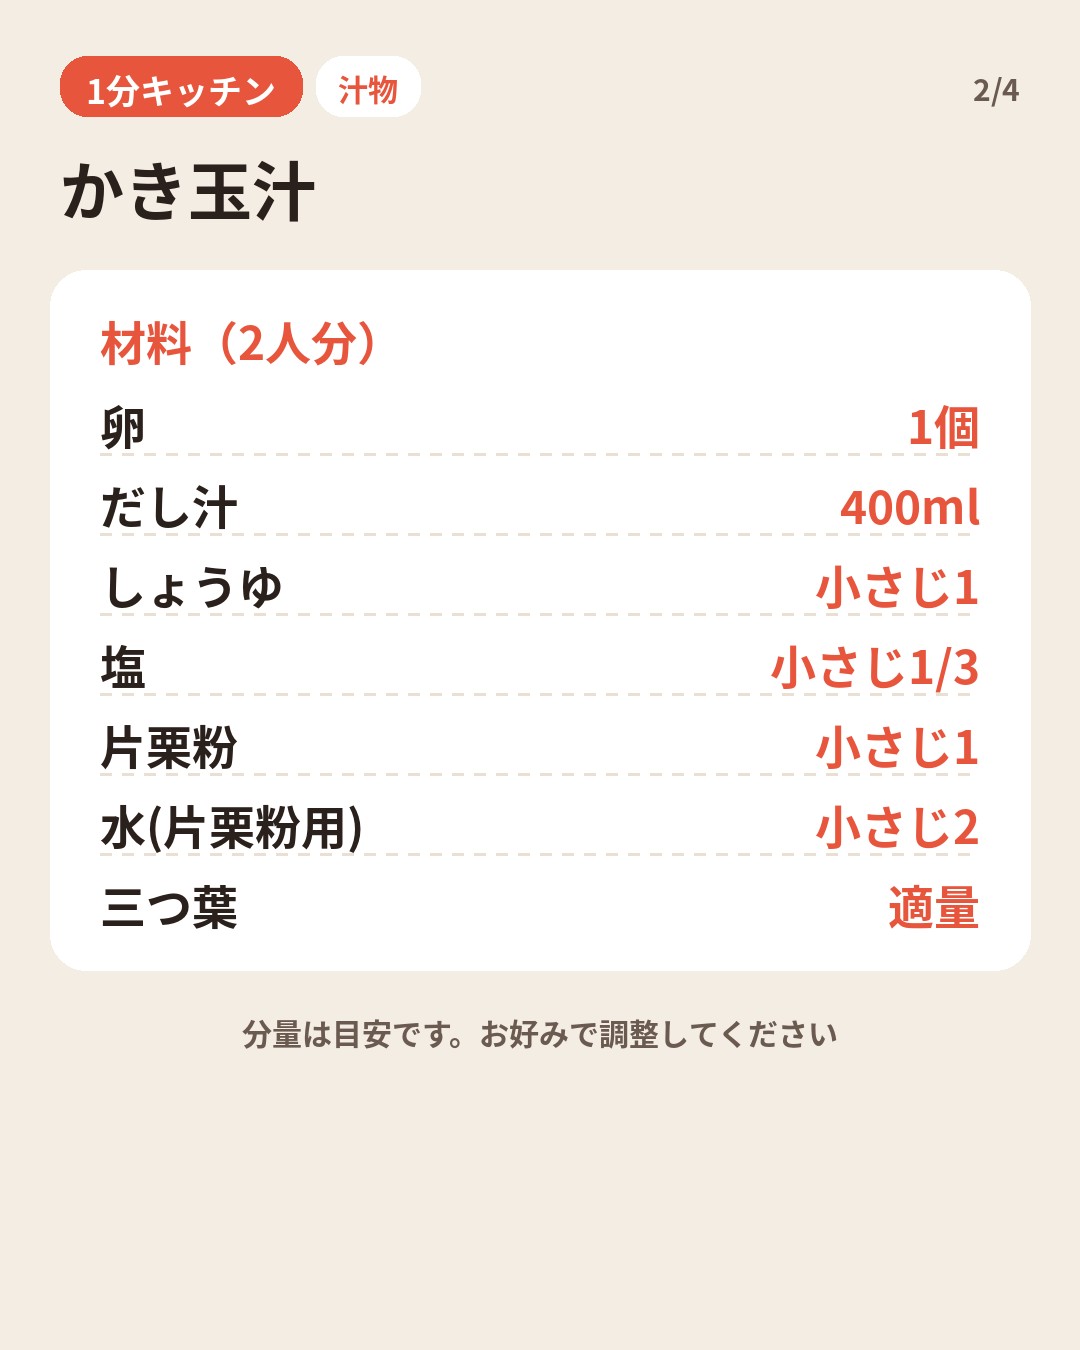 1分キッチン 汁物 2/4
かき玉汁
材料（2人分）
卵 1個
だし汁 400ml
しょうゆ 小さじ1
塩 小さじ1/3
片栗粉 小さじ1
水(片栗粉用) 小さじ2
三つ葉 適量
分量は目安です。お好みで調整してください